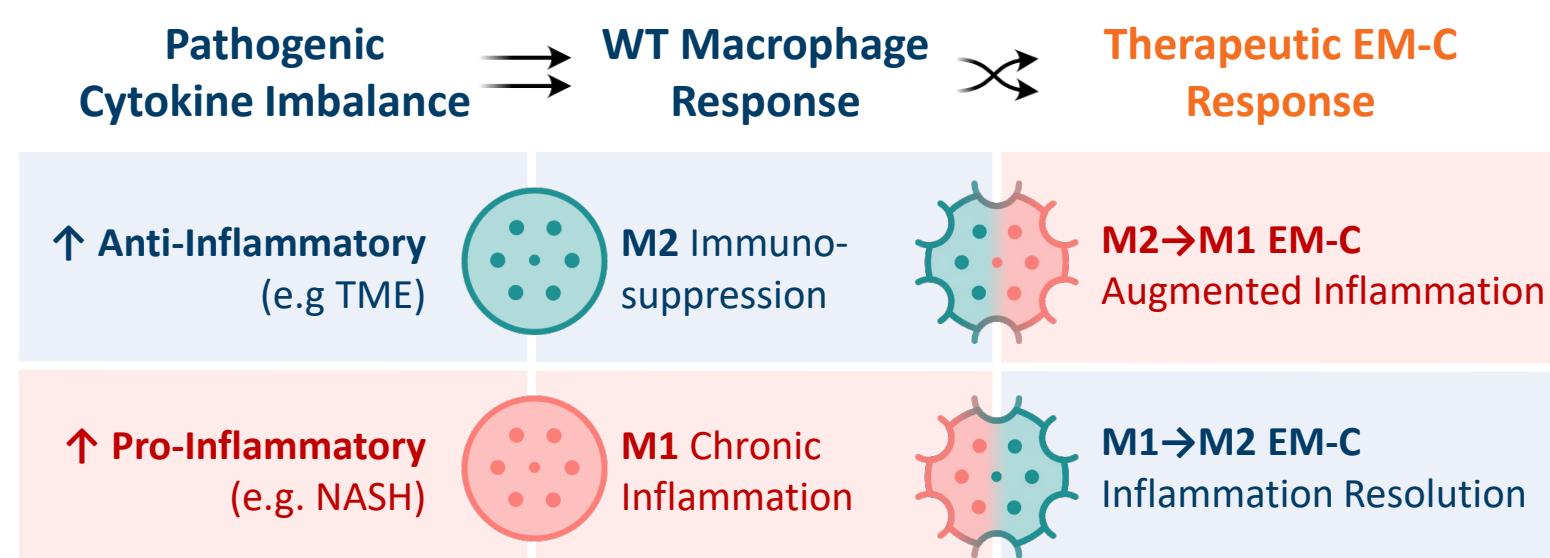 Pathogenic
Cytokine Imbalance
WT Macrophage
Response
Therapeutic EM-C
Response
↑ Anti-Inflammatory
(e.g TME)
M2 Immuno-
suppression
M2→M1 EM-C
Augmented Inflammation
↑ Pro-Inflammatory
(e.g. NASH)
M1 Chronic
Inflammation
M1→M2 EM-C
Inflammation Resolution